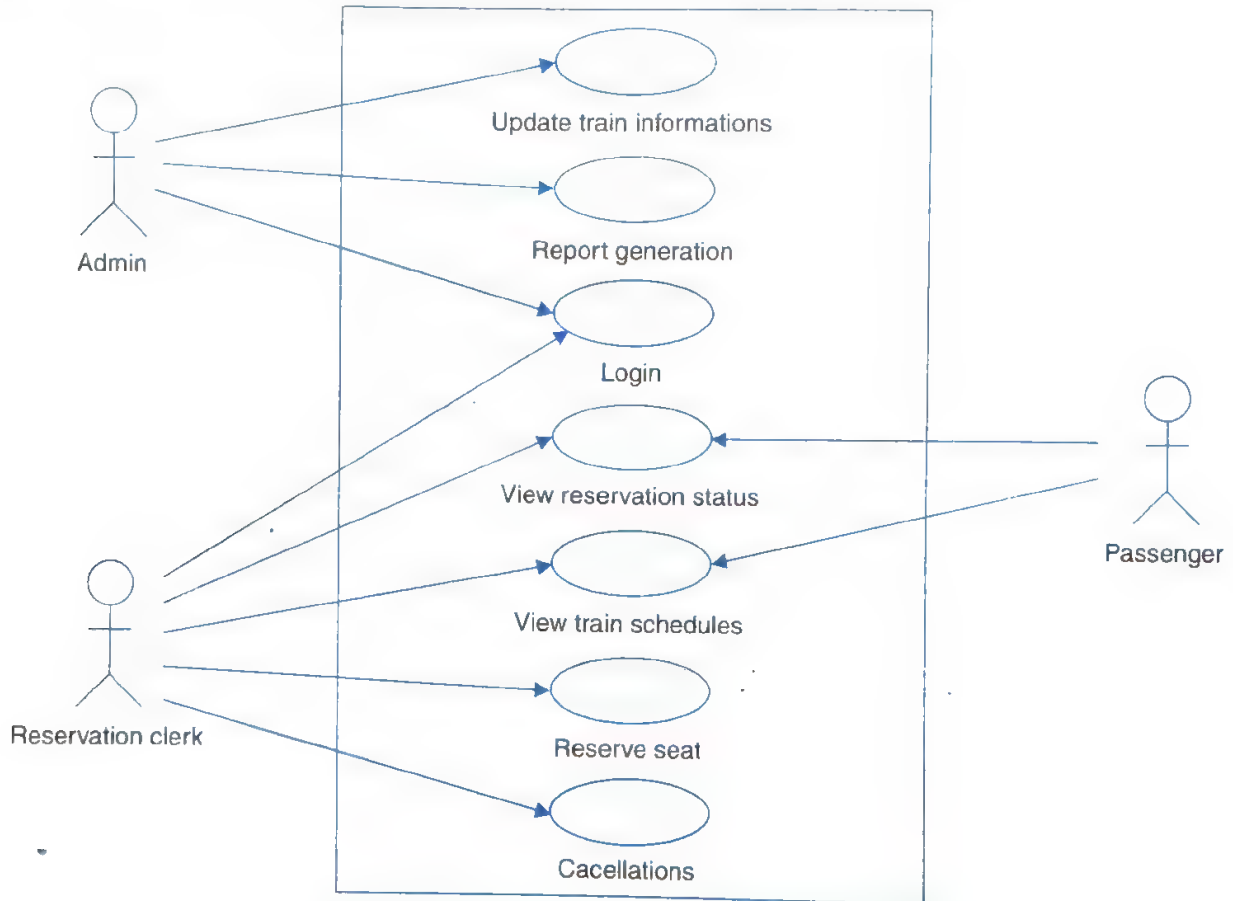 Update train informations
Admin
Report generation
Login
View reservation status
Passenger
View train schedules
Reservation clerk
Reserve seat
Cacellations